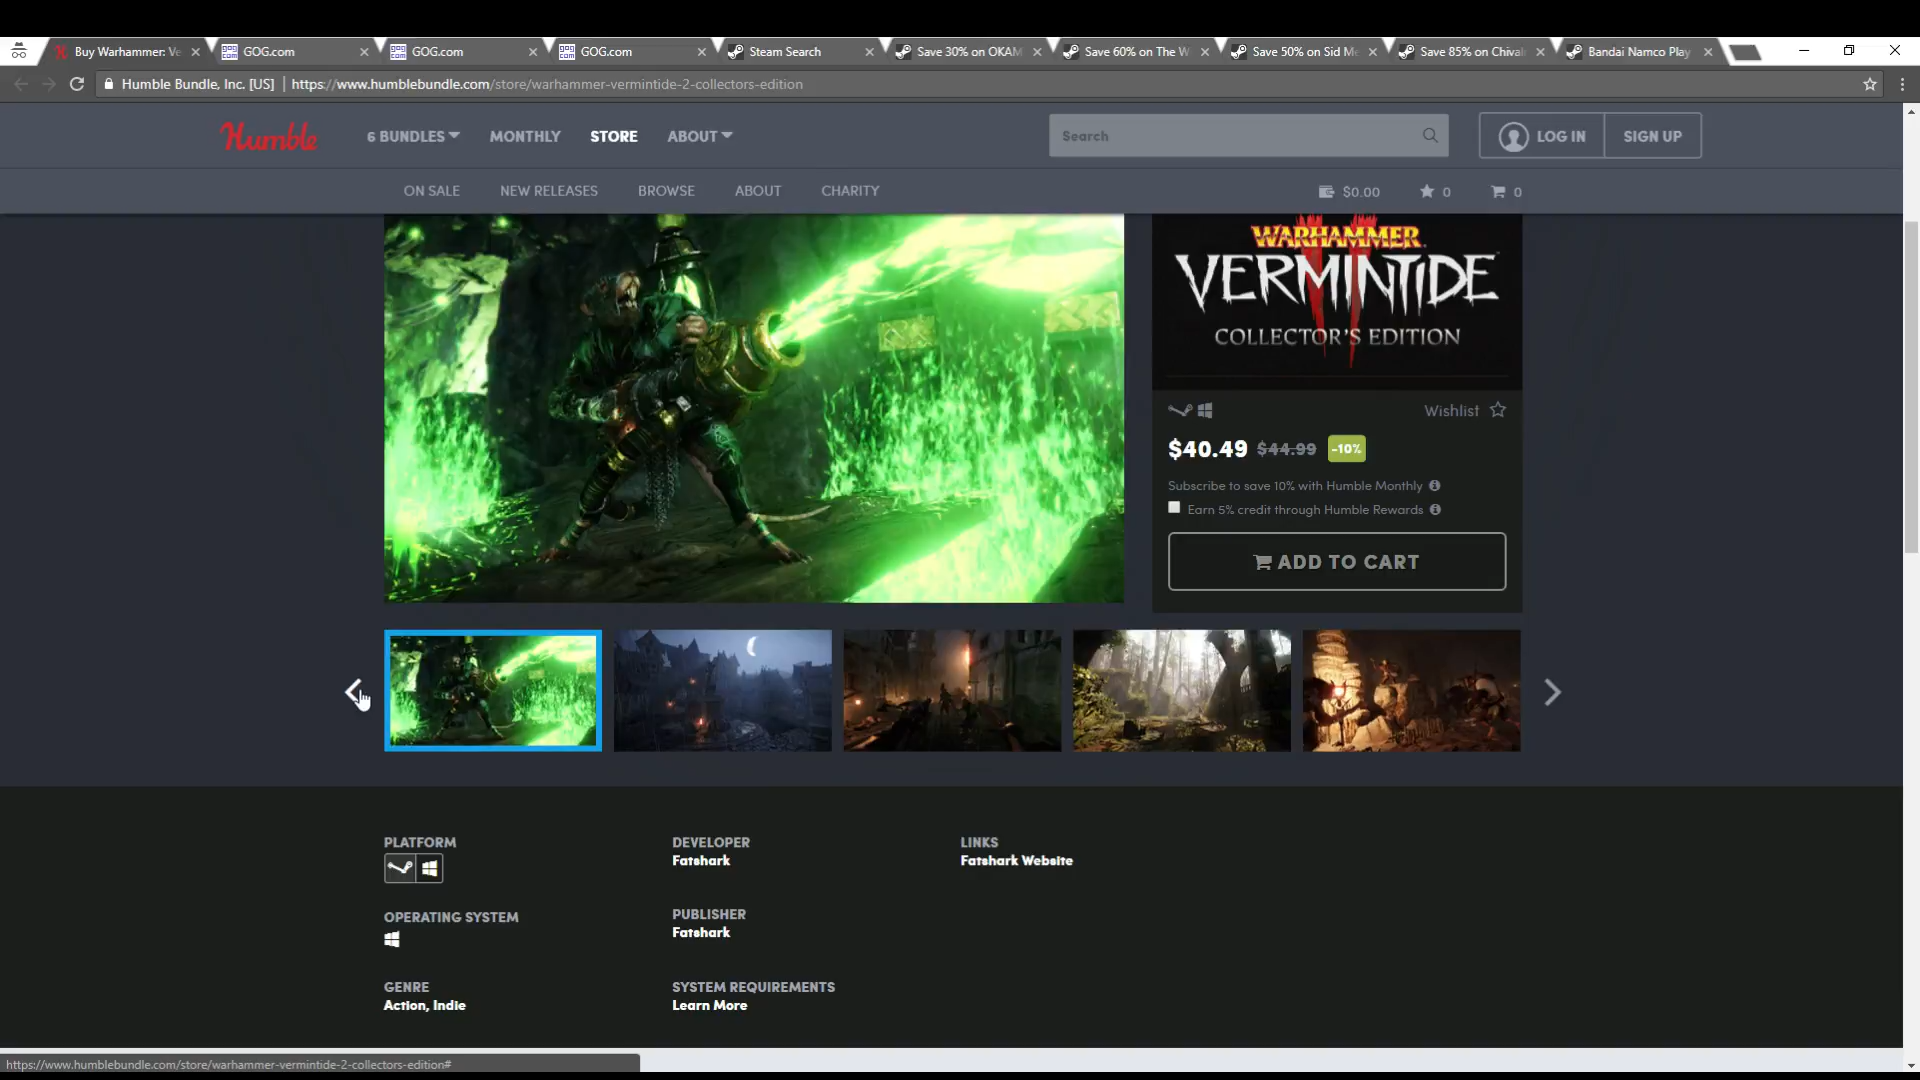 Buy Warhammer: Ve
GOG.com
GOG.com
GOG.com
Steam Search
Save 30% on OKAM
Save 60% on The W
Save 50% on Sid Me
Save 85% on Chival
Bandai Namco Play
Humble Bundle, Inc. [US] | https://www.humblebundle.com/store/warhammer-vermintide-2-collectors-edition
Humble
6 BUNDLES
MONTHLY
STORE
ABOUT
Search
LOG IN
SIGN UP
ON SALE
NEW RELEASES
BROWSE
ABOUT
CHARITY
$0.00
0
0
WARHAMMER
VERMINTIDE
II
COLLECTOR'S EDITION
Wishlist
$40.49 $44.99 -10%
Subscribe to save 10% with Humble Monthly
Earn 5% credit through Humble Rewards
ADD TO CART
PLATFORM
DEVELOPER
Fatshark
LINKS
Fatshark Website
OPERATING SYSTEM
PUBLISHER
Fatshark
GENRE
Action, Indie
SYSTEM REQUIREMENTS
Learn More
https://www.humblebundle.com/store/warhammer-vermintide-2-collectors-edition#